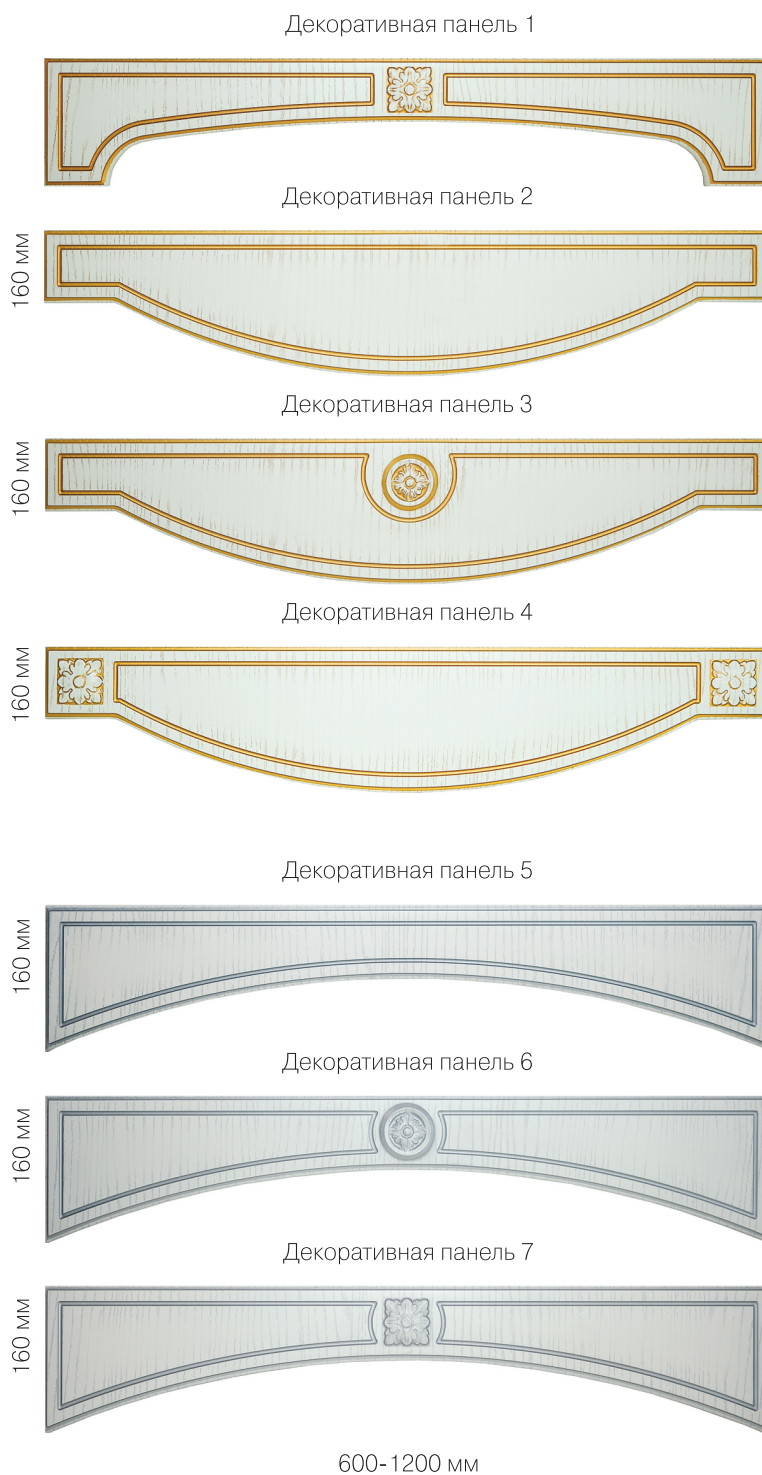 Декоративная панель 1
Декоративная панель 2
160 мм
Декоративная панель 3
160 мм
Декоративная панель 4
160 мм
Декоративная панель 5
160 мм
Декоративная панель 6
160 мм
Декоративная панель 7
160 мм
600-1200 мм